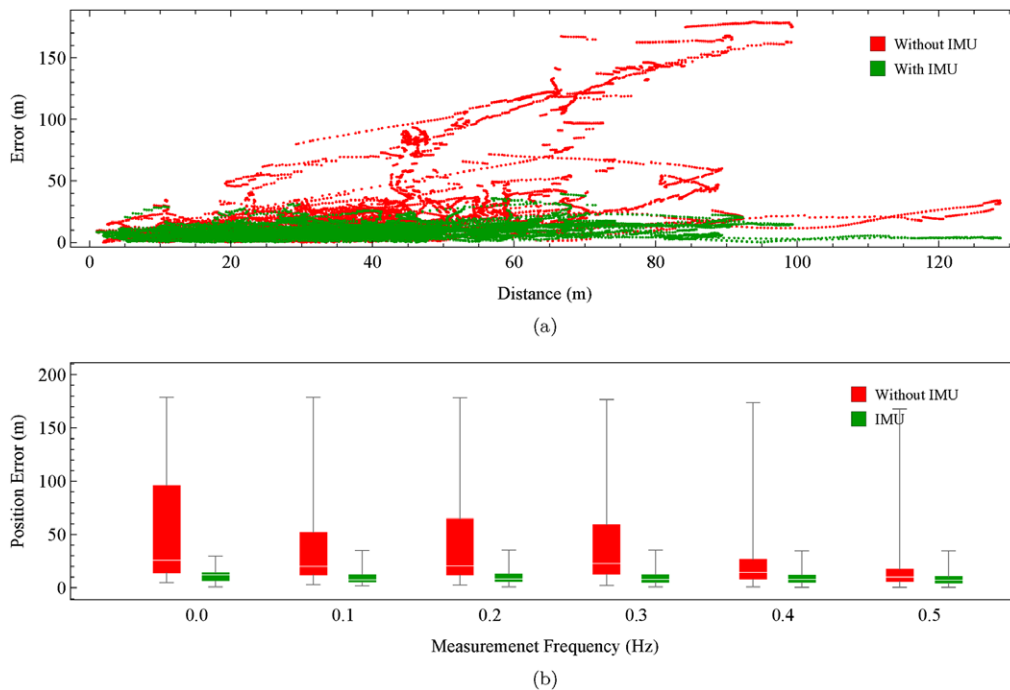 Error (m)
150
100
50
0
Without IMU
With IMU
0 20 40 60 80 100 120
Distance (m)
(a)
Position Error (m)
200
150
100
50
0
Without IMU
IMU
0.0 0.1 0.2 0.3 0.4 0.5
Measuremenet Frequency (Hz)
(b)